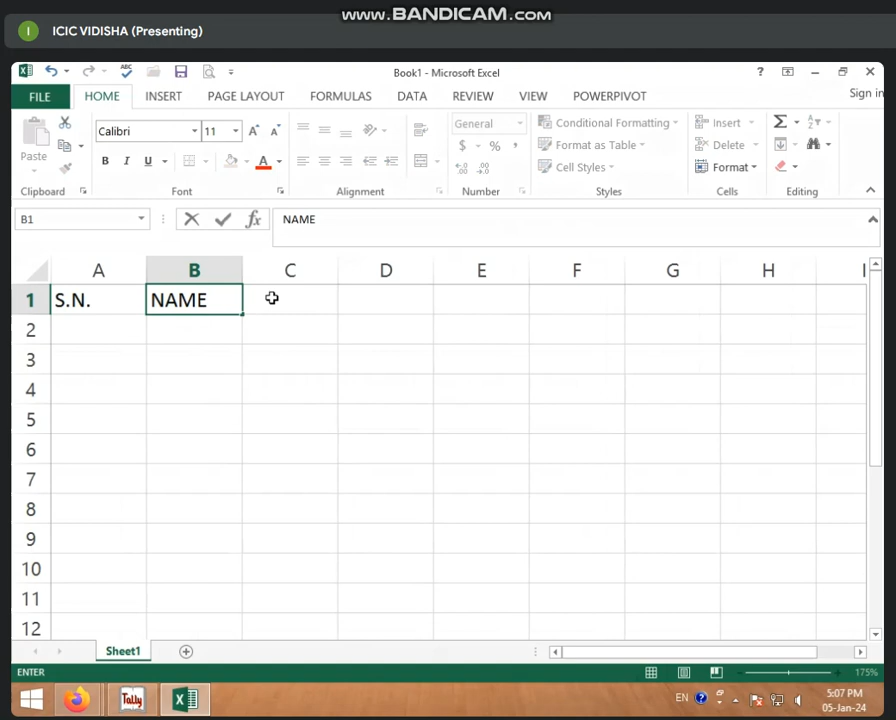 WWW.BANDICAM.COM
I ICIC VIDISHA (Presenting)
Book1 - Microsoft Excel
FILE HOME INSERT PAGE LAYOUT FORMULAS DATA REVIEW VIEW POWERPIVOT Sign in
Calibri 11 General Conditional Formatting Insert
Paste B I U $ % , Format as Table Delete
Cell Styles Format
Clipboard Font Alignment Number Styles Cells Editing
B1 fx NAME
A B C D E F G H I
1 S.N. NAME
2
3
4
5
6
7
8
9
10
11
12
Sheet1
ENTER 175%
Tally EN 5:07 PM
05-Jan-24